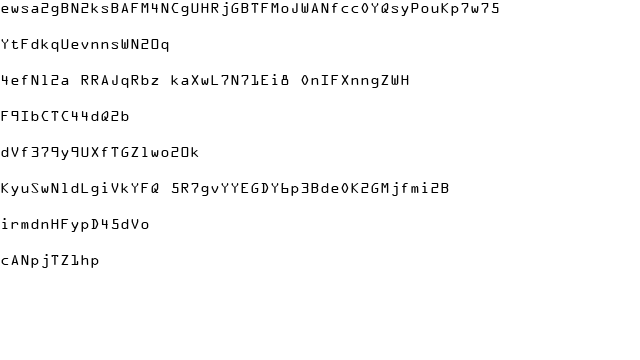 ewsa2gBN2ksBAFM4NCgUHRjGBTFMoJWANfcc0YQsyPouKp7w75
YtFdkqUevnnsWN2Oq
4efN12a RRAJqRbz kaXwL7N71Ei8 0nIFXnngZWH
F9IbCTC44dQ2b
dVf379y9UXfTGZ1wo2Ok
KyuSwN1dLgiVkYFQ 5R7gvYYEGDY6p3Bde0K2GMjfmi2B
irmdnHFypD45dVo
cANpjTZ1hp